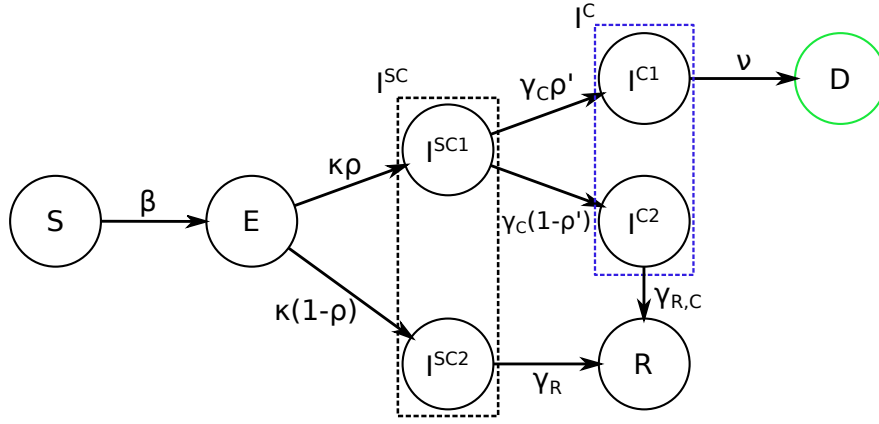 I^C
I^SC
γ_Cρ'
I^C1
ν
D
I^SC1
κρ
S
β
E
γ_C(1-ρ')
I^C2
κ(1-ρ)
γ_R,C
I^SC2
γ_R
R